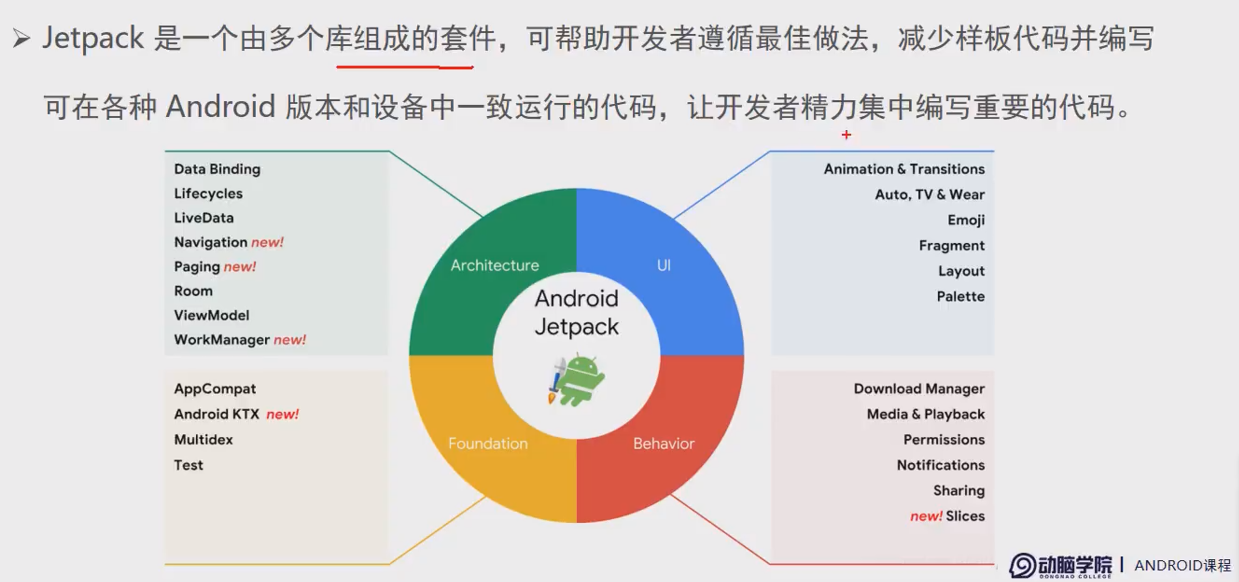 ➢ Jetpack 是一个由多个库组成的套件，可帮助开发者遵循最佳做法，减少样板代码并编写
可在各种 Android 版本和设备中一致运行的代码，让开发者精力集中编写重要的代码。
Data Binding
Lifecycles
LiveData
Navigation new!
Paging new!
Room
ViewModel
WorkManager new!
Architecture
UI
Animation & Transitions
Auto, TV & Wear
Emoji
Fragment
Layout
Palette
Android
Jetpack
AppCompat
Android KTX new!
Multidex
Test
Foundation
Behavior
Download Manager
Media & Playback
Permissions
Notifications
Sharing
new! Slices
动脑学院 | ANDROID课程
DONGNAO COLLEGE